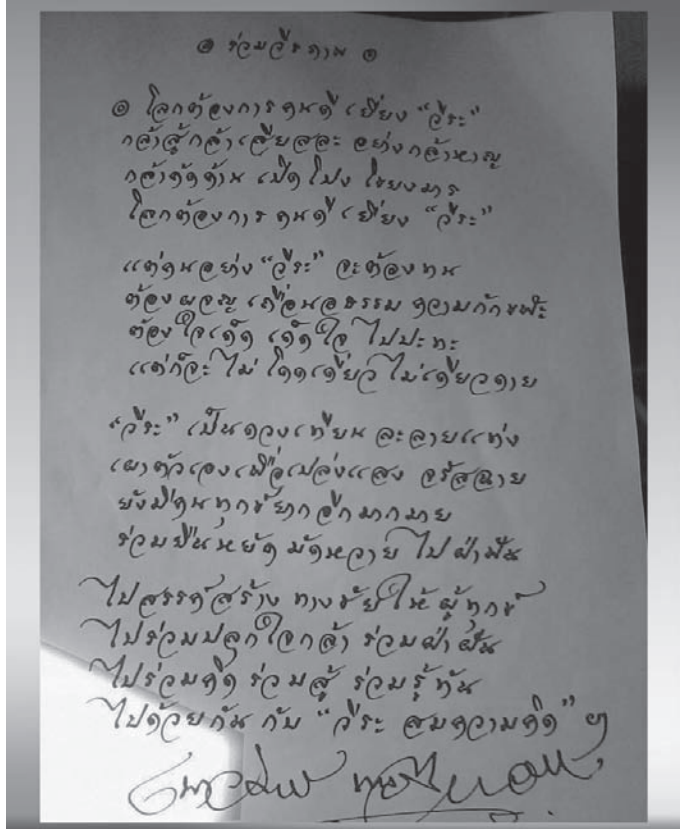 ๏ ร่วมวีรกาน ๏
๏ โลกต้องการคนดีเยี่ยง “วีระ”
กล้าสู้กล้าเสียสละ อย่างกล้าหาญ
กล้าคัดค้าน เปิดโปง โยงมาร
โลกต้องการคนดีเยี่ยง “วีระ”
แต่คนอย่าง “วีระ” จะต้องทน
ต้องผจญ เถื่อนอธรรม ความ
ต้องใจเด็ด เด็ดใจ ไปปะทะ
แต่ก็จะไม่โดดเดี่ยว ไม่เดียวดาย
“วีระ” เป็นดวงเทียน ละลายแท่ง
เผาตัวเองเพื่อเปล่งแสง จรัสฉาย
ยังมีคนทุกข์ยากอีกมากมาย
ร่วมยืนหยัด มัดหวาย ไปฝ่าฟัน
ไปสรรค์สร้าง ทางชัยให้ผู้ทุกข์
ไปร่วมปลุกใจกล้า ร่วมฝ่าฝัน
ไปร่วมคิด ร่วมสู้ ร่วมรู้ทัน
ไปด้วยกัน กับ “วีระ สมความคิด” ฯ